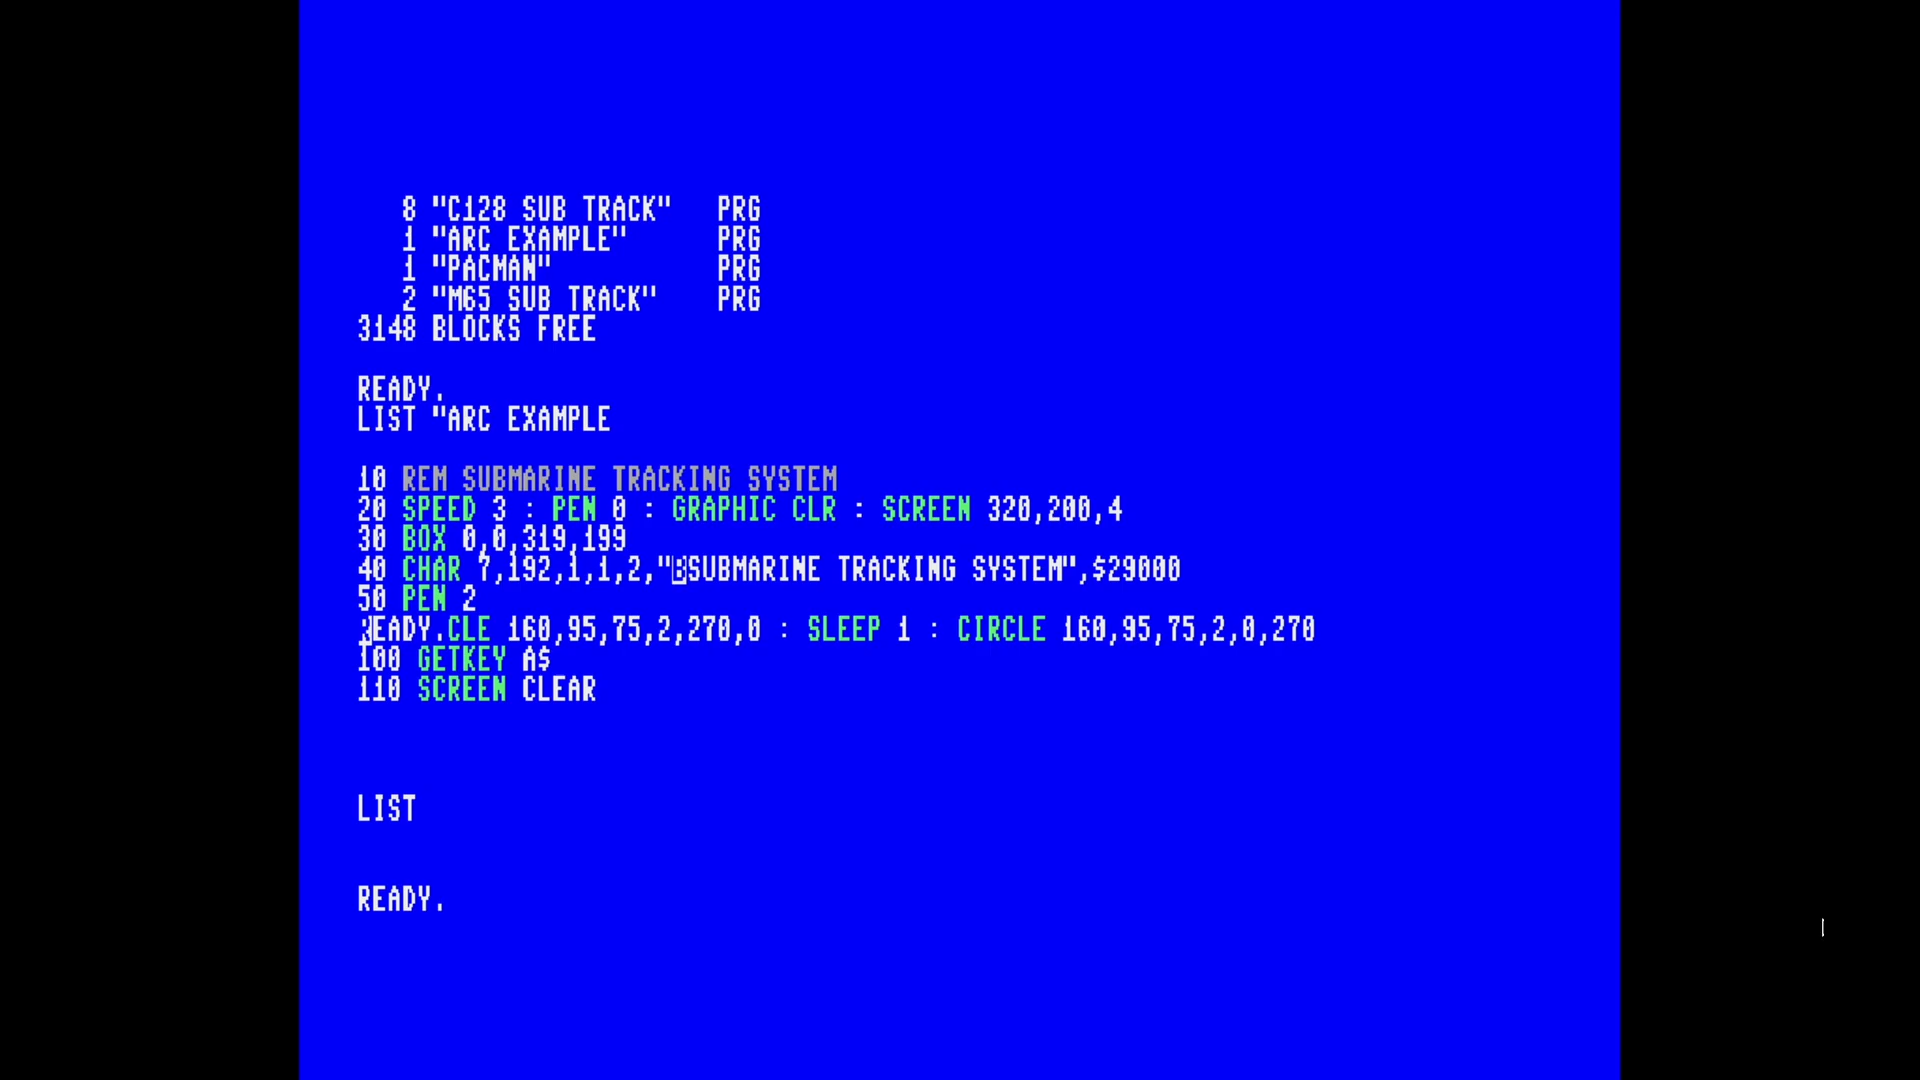 8 "C128 SUB TRACK" PRG
1 "ARC EXAMPLE" PRG
1 "PACMAN" PRG
2 "M65 SUB TRACK" PRG
3148 BLOCKS FREE
READY.
LIST "ARC EXAMPLE
10 REM SUBMARINE TRACKING SYSTEM
20 SPEED 3 : PEN 0 : GRAPHIC CLR : SCREEN 320,200,4
30 BOX 0,0,319,199
40 CHAR 7,192,1,1,2,"BSUBMARINE TRACKING SYSTEM",$29000
50 PEN 2
READY.CLE 160,95,75,2,270,0 : SLEEP 1 : CIRCLE 160,95,75,2,0,270
100 GETKEY A$
110 SCREEN CLEAR
LIST
READY.